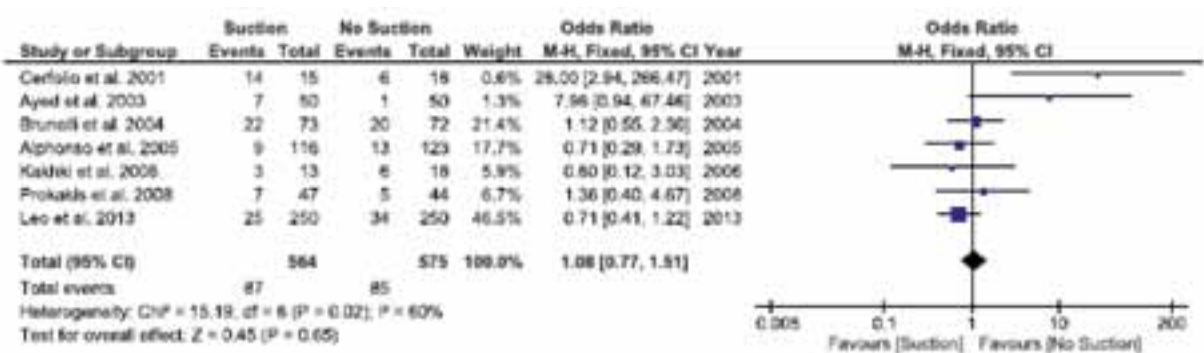 Suction No Suction Odds Ratio Odds Ratio
Study or Subgroup Events Total Events Total Weight M-H, Fixed, 95% CI Year M-H, Fixed, 95% CI
Cerfolio et al. 2001 14 15 6 18 0.6% 28.00 [2.94, 266.47] 2001
Ayed et al. 2003 7 50 1 50 1.3% 7.98 [0.94, 67.46] 2003
Brunelli et al. 2004 22 73 20 72 21.4% 1.12 [0.55, 2.30] 2004
Alphonso et al. 2005 9 116 13 123 17.7% 0.71 [0.29, 1.73] 2005
et al. 2006 3 13 6 18 5.9% 0.60 [0.12, 3.03] 2006
Prokakis et al. 2008 7 47 5 44 6.7% 1.36 [0.40, 4.67] 2008
Leo et al. 2013 25 250 34 250 46.5% 0.71 [0.41, 1.22] 2013
Total (95% CI) 564 575 100.0% 1.08 [0.77, 1.51]
Total events 87 85
Heterogeneity: Chi² = 15.19, df = 6 (P = 0.02); I² = 60%
Test for overall effect: Z = 0.45 (P = 0.65)
0.005 0.1 1 10 200
Favours [Suction] Favours [No Suction]